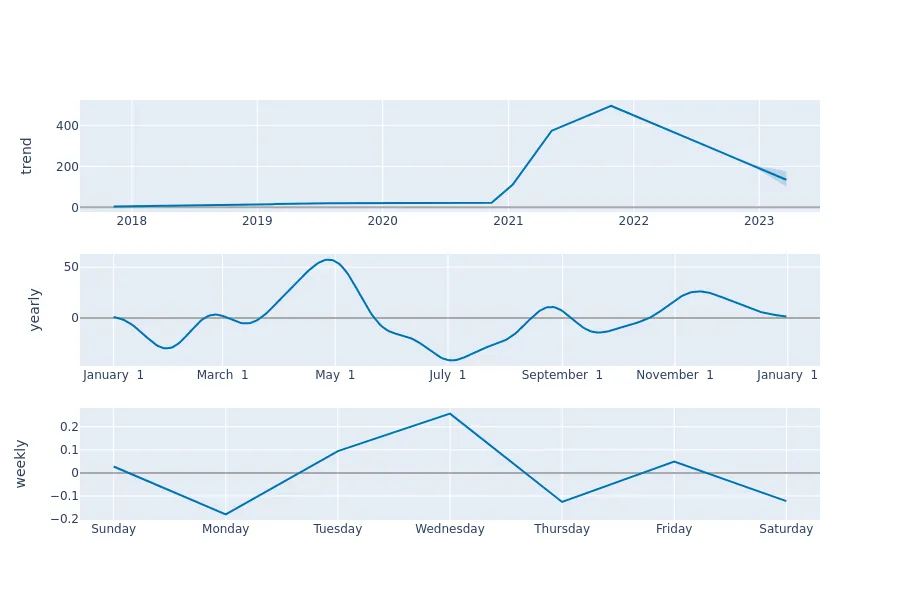 trend
400
200
0
2018 2019 2020 2021 2022 2023
yearly
50
0
January 1 March 1 May 1 July 1 September 1 November 1 January 1
weekly
0.2
0.1
0
−0.1
−0.2
Sunday Monday Tuesday Wednesday Thursday Friday Saturday